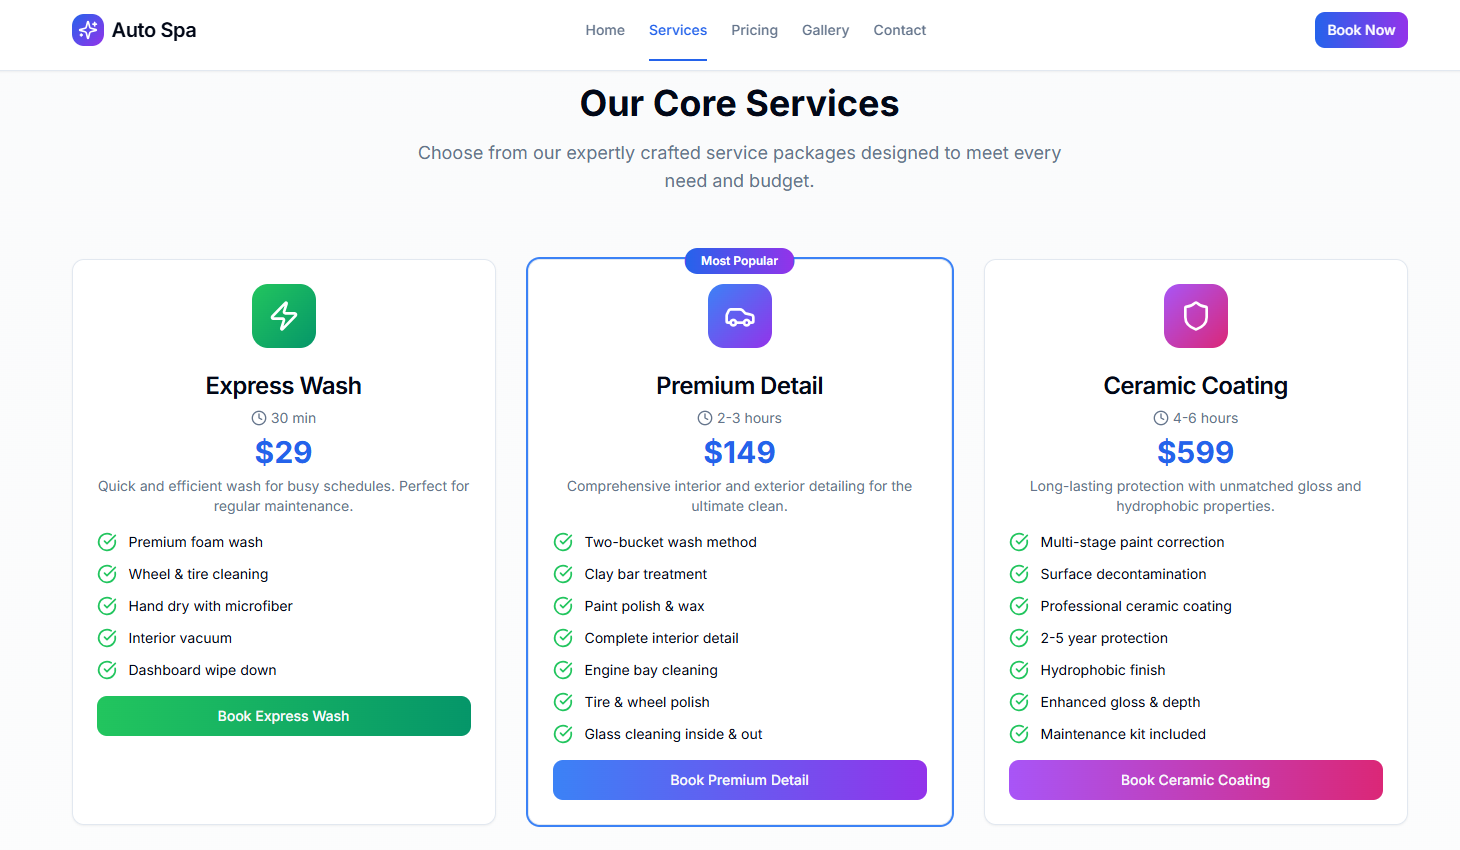 Auto Spa
Home
Services
Pricing
Gallery
Contact
Book Now
Our Core Services
Choose from our expertly crafted service packages designed to meet every
need and budget.
Express Wash
30 min
$29
Quick and efficient wash for busy schedules. Perfect for
regular maintenance.
Premium foam wash
Wheel & tire cleaning
Hand dry with microfiber
Interior vacuum
Dashboard wipe down
Book Express Wash
Most Popular
Premium Detail
2-3 hours
$149
Comprehensive interior and exterior detailing for the
ultimate clean.
Two-bucket wash method
Clay bar treatment
Paint polish & wax
Complete interior detail
Engine bay cleaning
Tire & wheel polish
Glass cleaning inside & out
Book Premium Detail
Ceramic Coating
4-6 hours
$599
Long-lasting protection with unmatched gloss and
hydrophobic properties.
Multi-stage paint correction
Surface decontamination
Professional ceramic coating
2-5 year protection
Hydrophobic finish
Enhanced gloss & depth
Maintenance kit included
Book Ceramic Coating